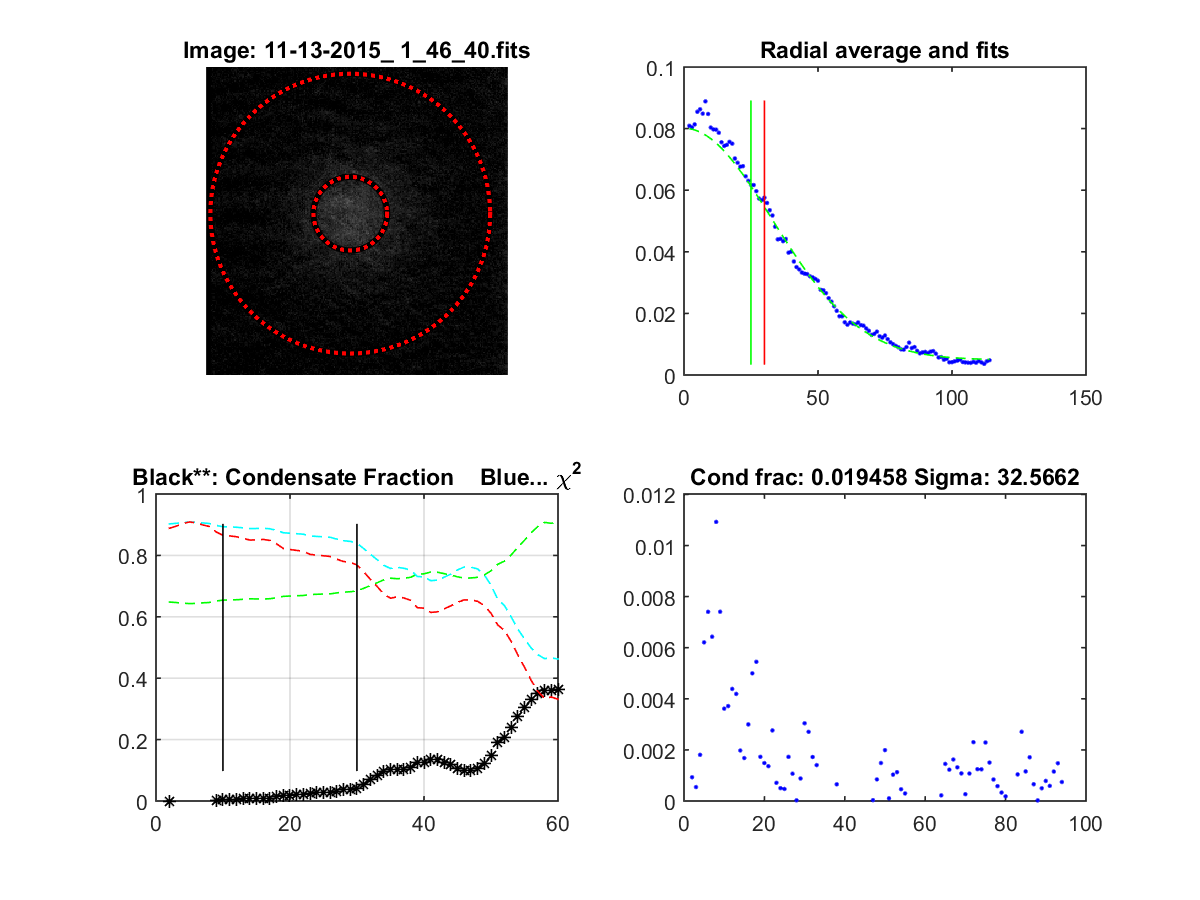 Image: 11-13-2015_ 1_46_40.fits
Radial average and fits
0.1
0.08
0.06
0.04
0.02
0
0 50 100 150
Black**: Condensate Fraction Blue... χ²
1
0.8
0.6
0.4
0.2
0
0 20 40 60
Cond frac: 0.019458 Sigma: 32.5662
0.012
0.01
0.008
0.006
0.004
0.002
0
0 20 40 60 80 100